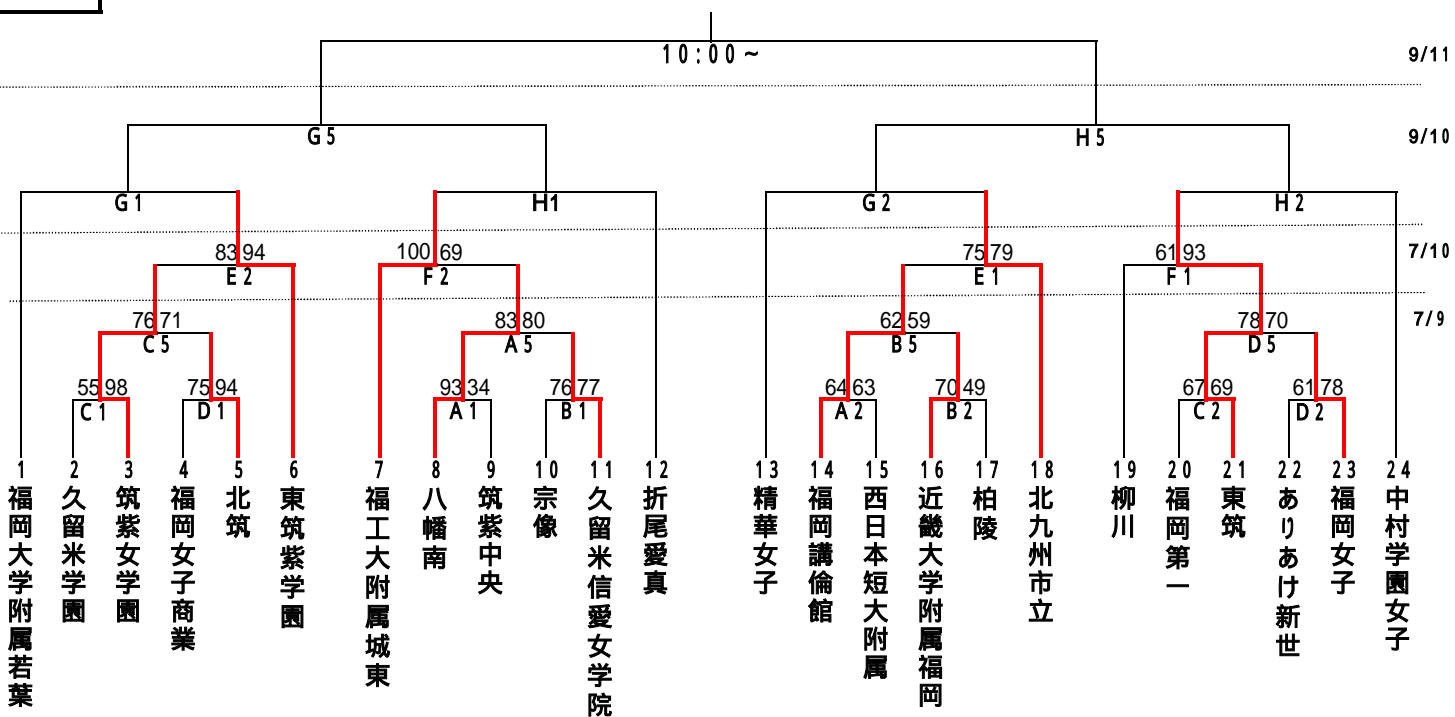 10:00～
9/11
G5
H5
9/10
G1
H1
G2
H2
83 94
100 69
75 79
61 93
7/10
E2
F2
E1
F1
76 71
83 80
62 59
78 70
7/9
C5
A5
B5
D5
55 98
75 94
93 34
76 77
64 63
70 49
67 69
61 78
C1
D1
A1
B1
A2
B2
C2
D2
1
2
3
4
5
6
7
8
9
10
11
12
13
14
15
16
17
18
19
20
21
22
23
24
福岡大学附属若葉
久留米学園
筑紫女学園
福岡女子商業
北筑
東筑紫学園
福工大附属城東
八幡南
筑紫中央
宗像
久留米信愛女学院
折尾愛真
精華女子
福岡講倫館
西日本短大附属
近畿大学附属福岡
柏陵
北九州市立
柳川
福岡第一
東筑
ありあけ新世
福岡女子
中村学園女子